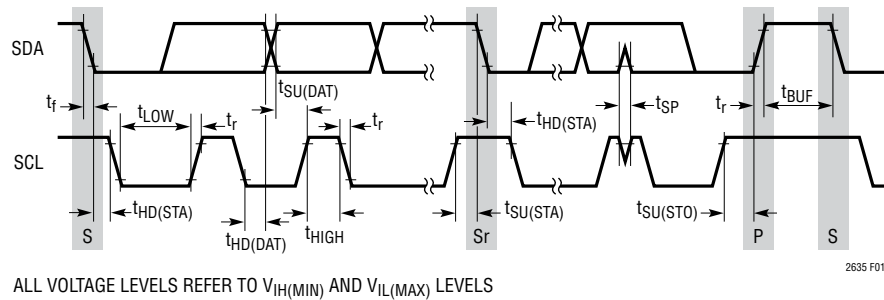 SDA
tSU(DAT)
tf
tLOW
tr
tr
tHD(STA)
tSP
tr
tBUF
SCL
tHD(STA)
tHD(DAT)
tHIGH
tSU(STA)
tSU(STO)
S
Sr
P
S
2635 F01
ALL VOLTAGE LEVELS REFER TO VIH(MIN) AND VIL(MAX) LEVELS